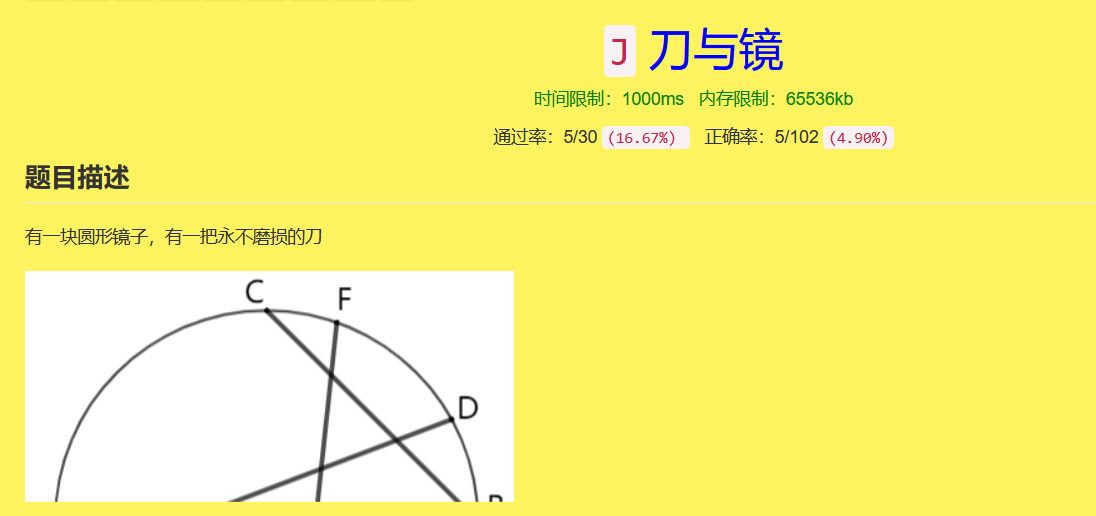 J 刀与镜
时间限制：1000ms 内存限制：65536kb
通过率：5/30 (16.67%) 正确率：5/102 (4.90%)
题目描述
有一块圆形镜子，有一把永不磨损的刀
C
F
D